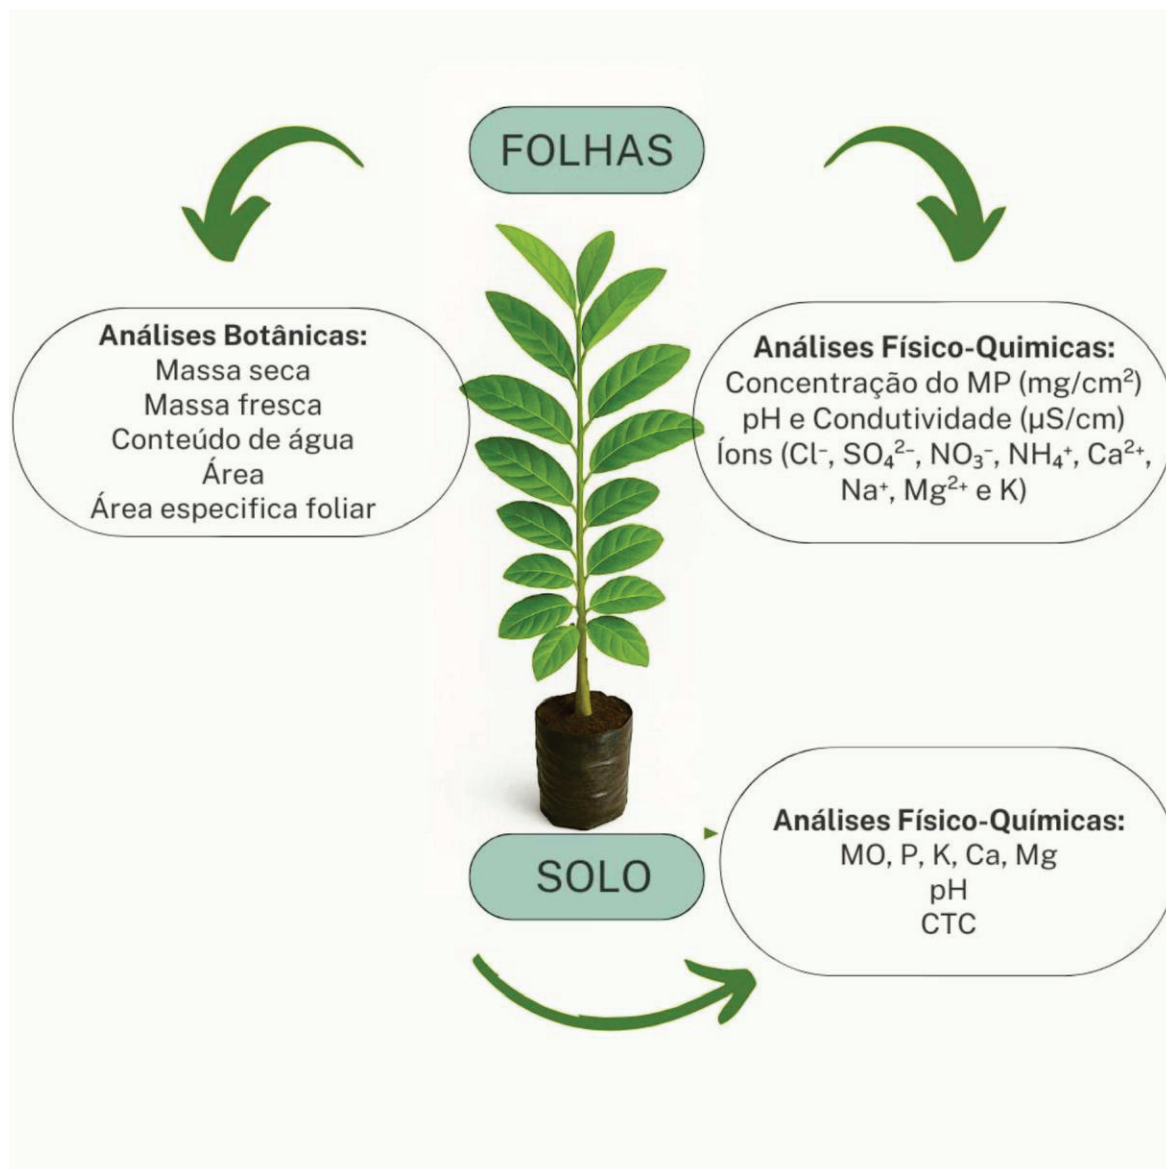 FOLHAS
Análises Botânicas:
Massa seca
Massa fresca
Conteúdo de água
Área
Área especifica foliar
Análises Físico-Quimicas:
Concentração do MP (mg/cm²)
pH e Condutividade (µS/cm)
Íons (Cl⁻, SO₄²⁻, NO₃⁻, NH₄⁺, Ca²⁺,
Na⁺, Mg²⁺ e K)
SOLO
Análises Físico-Químicas:
MO, P, K, Ca, Mg
pH
CTC